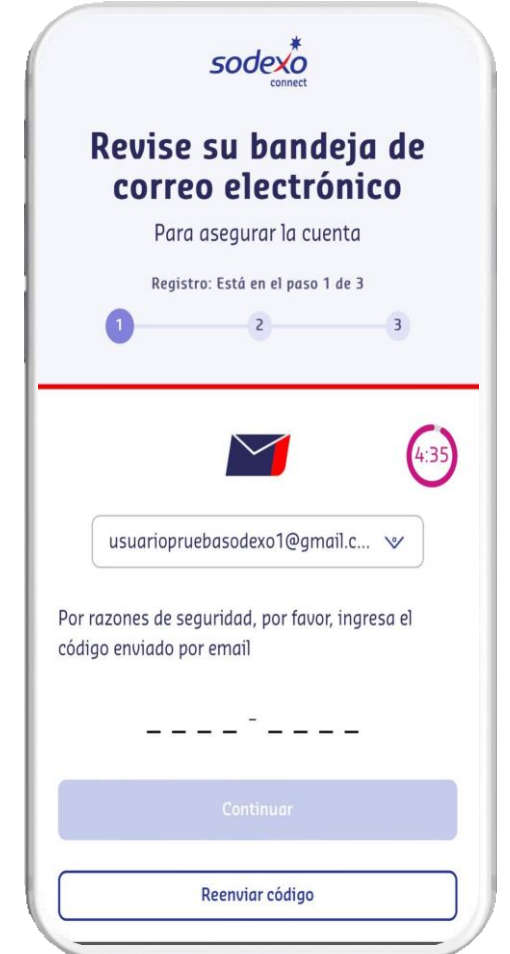 sodexo
connect
Revise su bandeja de
correo electrónico
Para asegurar la cuenta
Registro: Está en el paso 1 de 3
1 2 3
4:35
usuariopruebasodexo1@gmail.c...
Por razones de seguridad, por favor, ingresa el
código enviado por email
_ _ _ _ - _ _ _ _
Continuar
Reenviar código